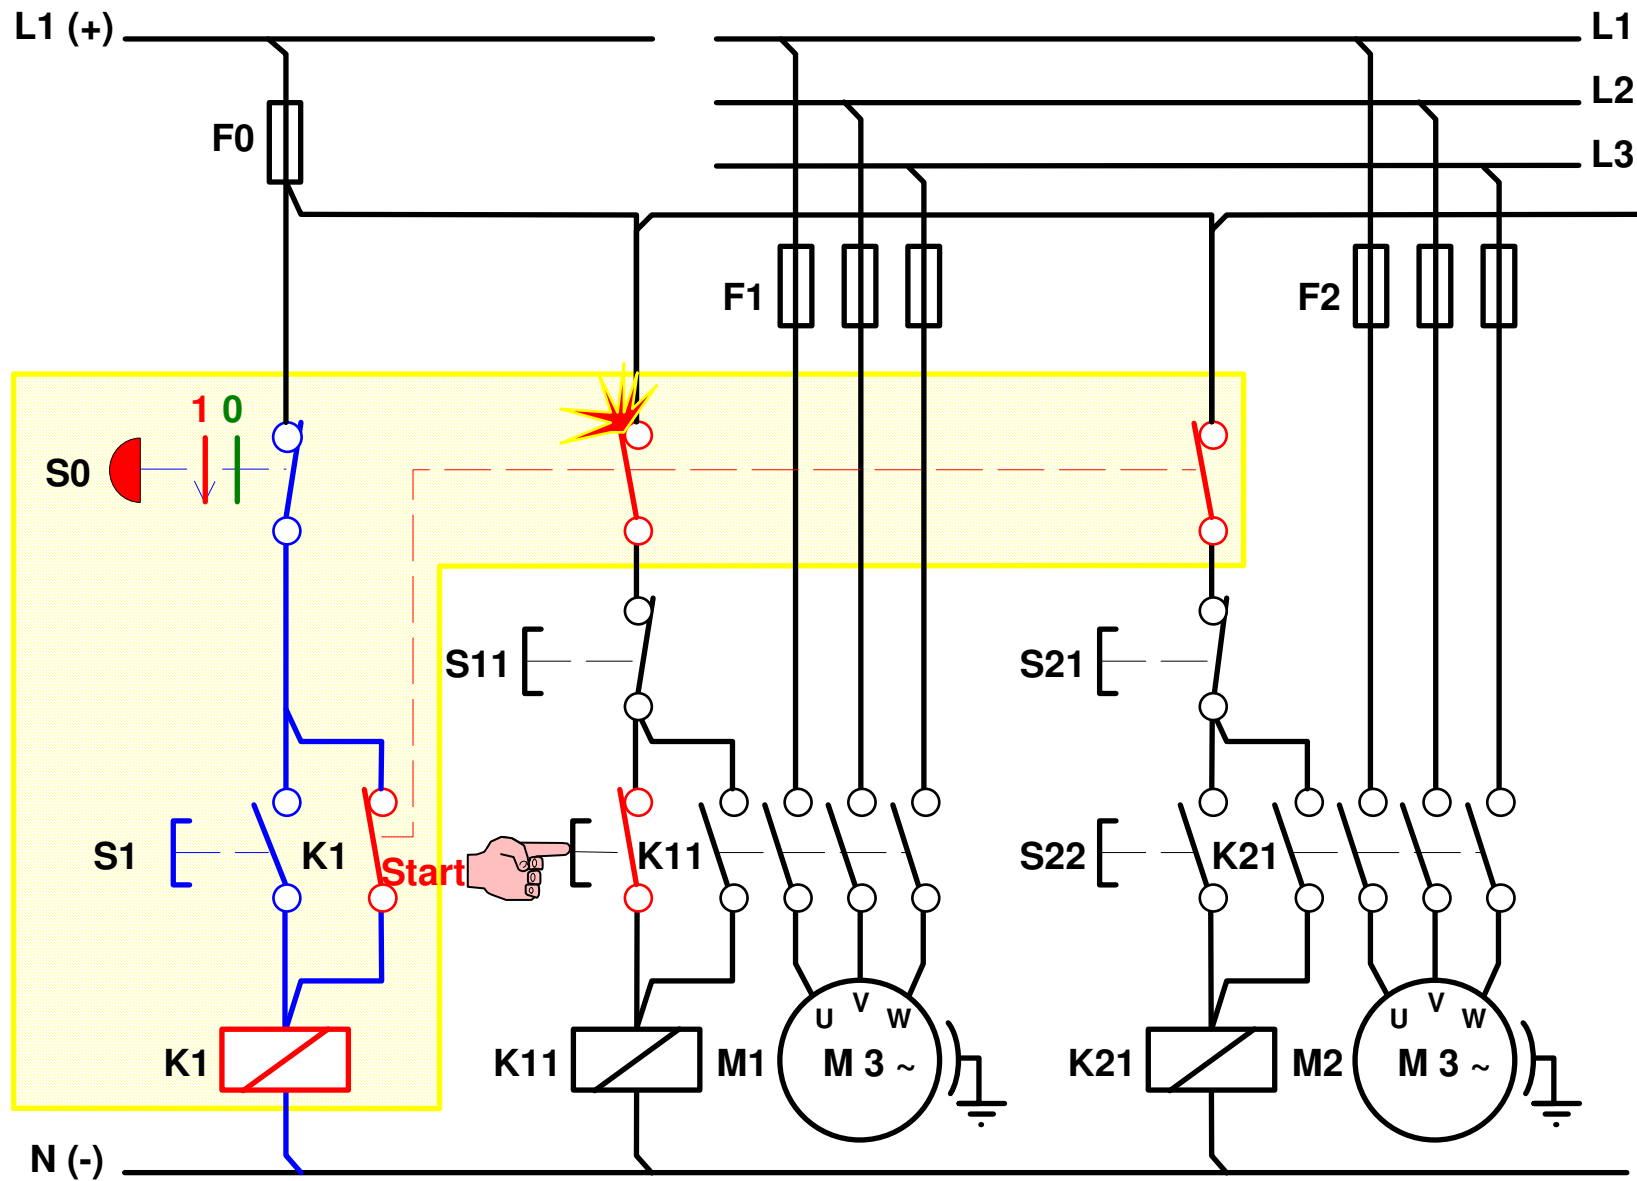 L1 (+)
L1
L2
F0
L3
F1
F2
1 0
S0
S11
S21
S1
K1
Start
K11
S22
K21
U
V
W
U
V
W
K1
K11
M1
M 3 ~
K21
M2
M 3 ~
N (-)